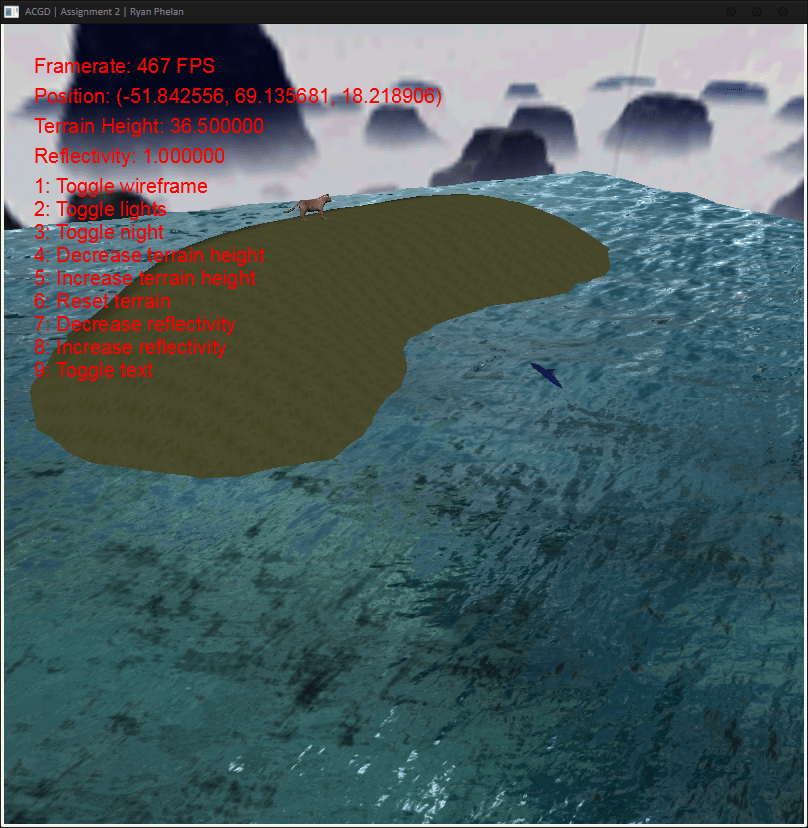 ACGD | Assignment 2 | Ryan Phelan
Framerate: 467 FPS
Position: (-51.842556, 69.135681, 18.218906)
Terrain Height: 36.500000
Reflectivity: 1.000000
1: Toggle wireframe
2: Toggle lights
3: Toggle night
4: Decrease terrain height
5: Increase terrain height
6: Reset terrain
7: Decrease reflectivity
8: Increase reflectivity
9: Toggle text